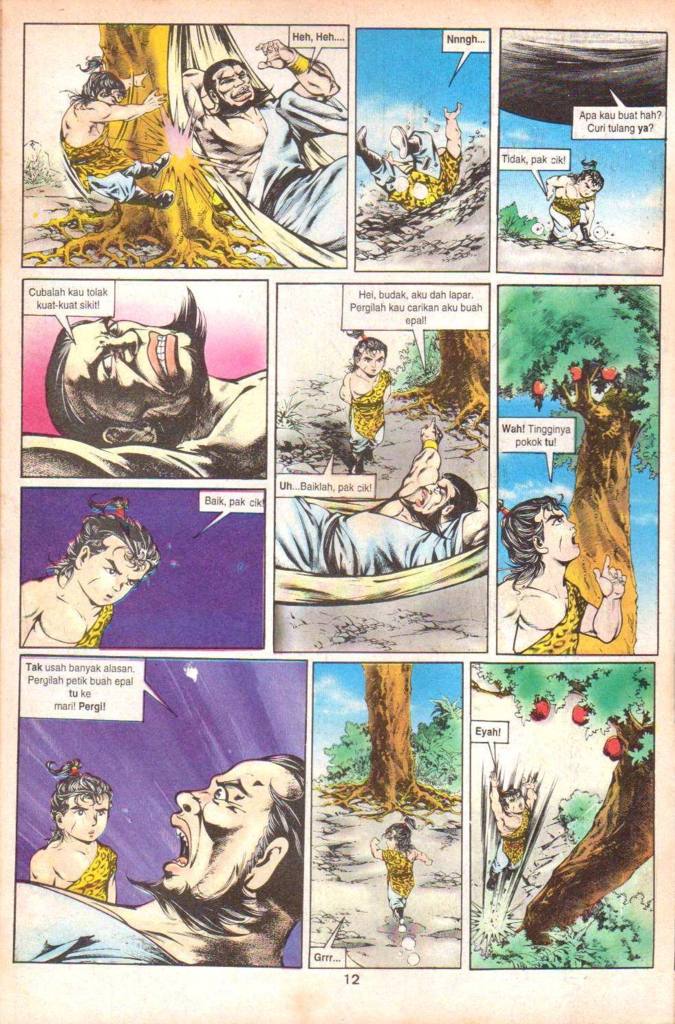 Heh, Heh....
Nnngh...
Apa kau buat hah?
Curi tulang ya?
Tidak, pak cik!
Cubalah kau tolak
kuat-kuat sikit!
Baik, pak cik!
Hei, budak, aku dah lapar.
Pergilah kau carikan aku buah
epal!
Uh...Baiklah, pak cik!
Wah! Tingginya
pokok tu!
Tak usah banyak alasan.
Pergilah petik buah epal
tu ke
mari! Pergi!
Grrr...
Eyah!
12